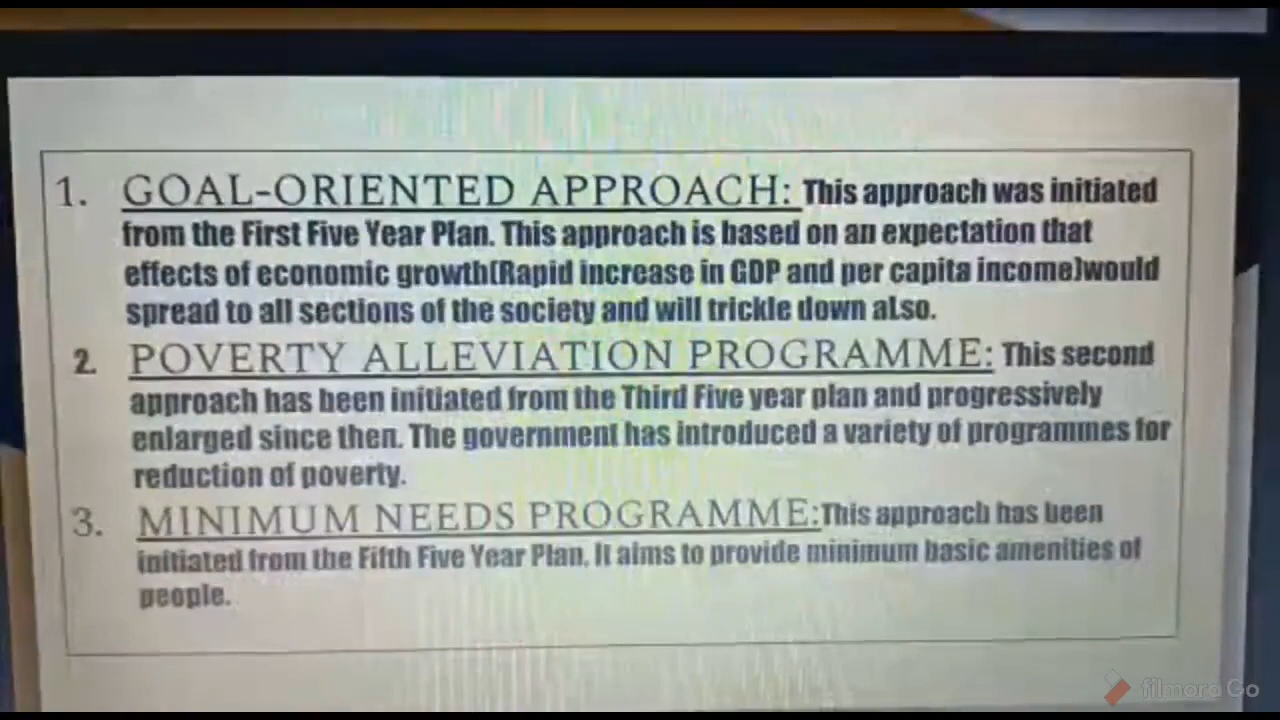 1. GOAL-ORIENTED APPROACH: This approach was initiated
from the First Five Year Plan. This approach is based on an expectation that
effects of economic growth(Rapid increase in GDP and per capita income)would
spread to all sections of the society and will trickle down aLso.
2. POVERTY ALLEVIATION PROGRAMME: This second
approach has been initiated from the Third Five year plan and progressively
enlarged since then. The government has introduced a variety of programmes for
reduction of poverty.
3. MINIMUM NEEDS PROGRAMME:This approach has been
initiated from the Fifth Five Year Plan. It aims to provide minimum basic amenities of
people.
filmora Go